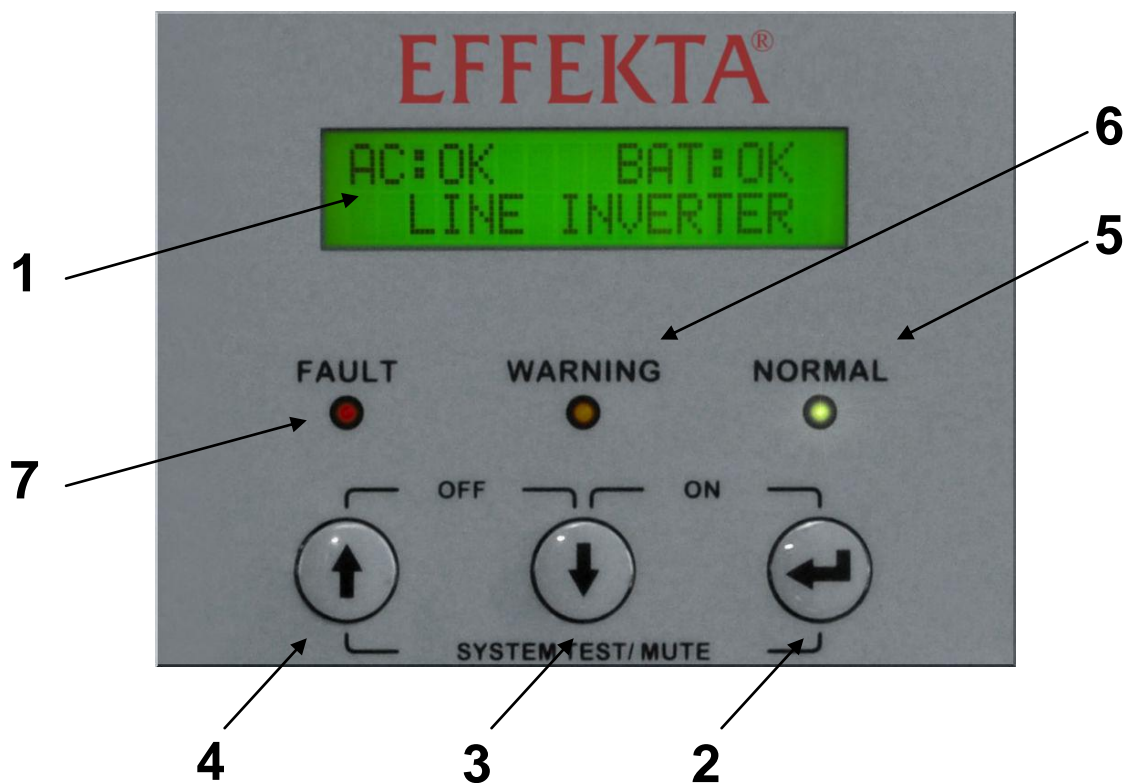 EFFEKTA®
6
AC:OK BAT:OK
LINE INVERTER
5
1
FAULT WARNING NORMAL
7
OFF ON
SYSTEM TEST/ MUTE
4 3 2